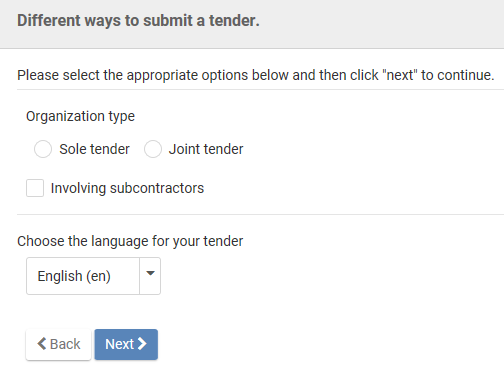 Different ways to submit a tender.
Please select the appropriate options below and then click "next" to continue.
Organization type
Sole tender
Joint tender
Involving subcontractors
Choose the language for your tender
English (en)
Back
Next